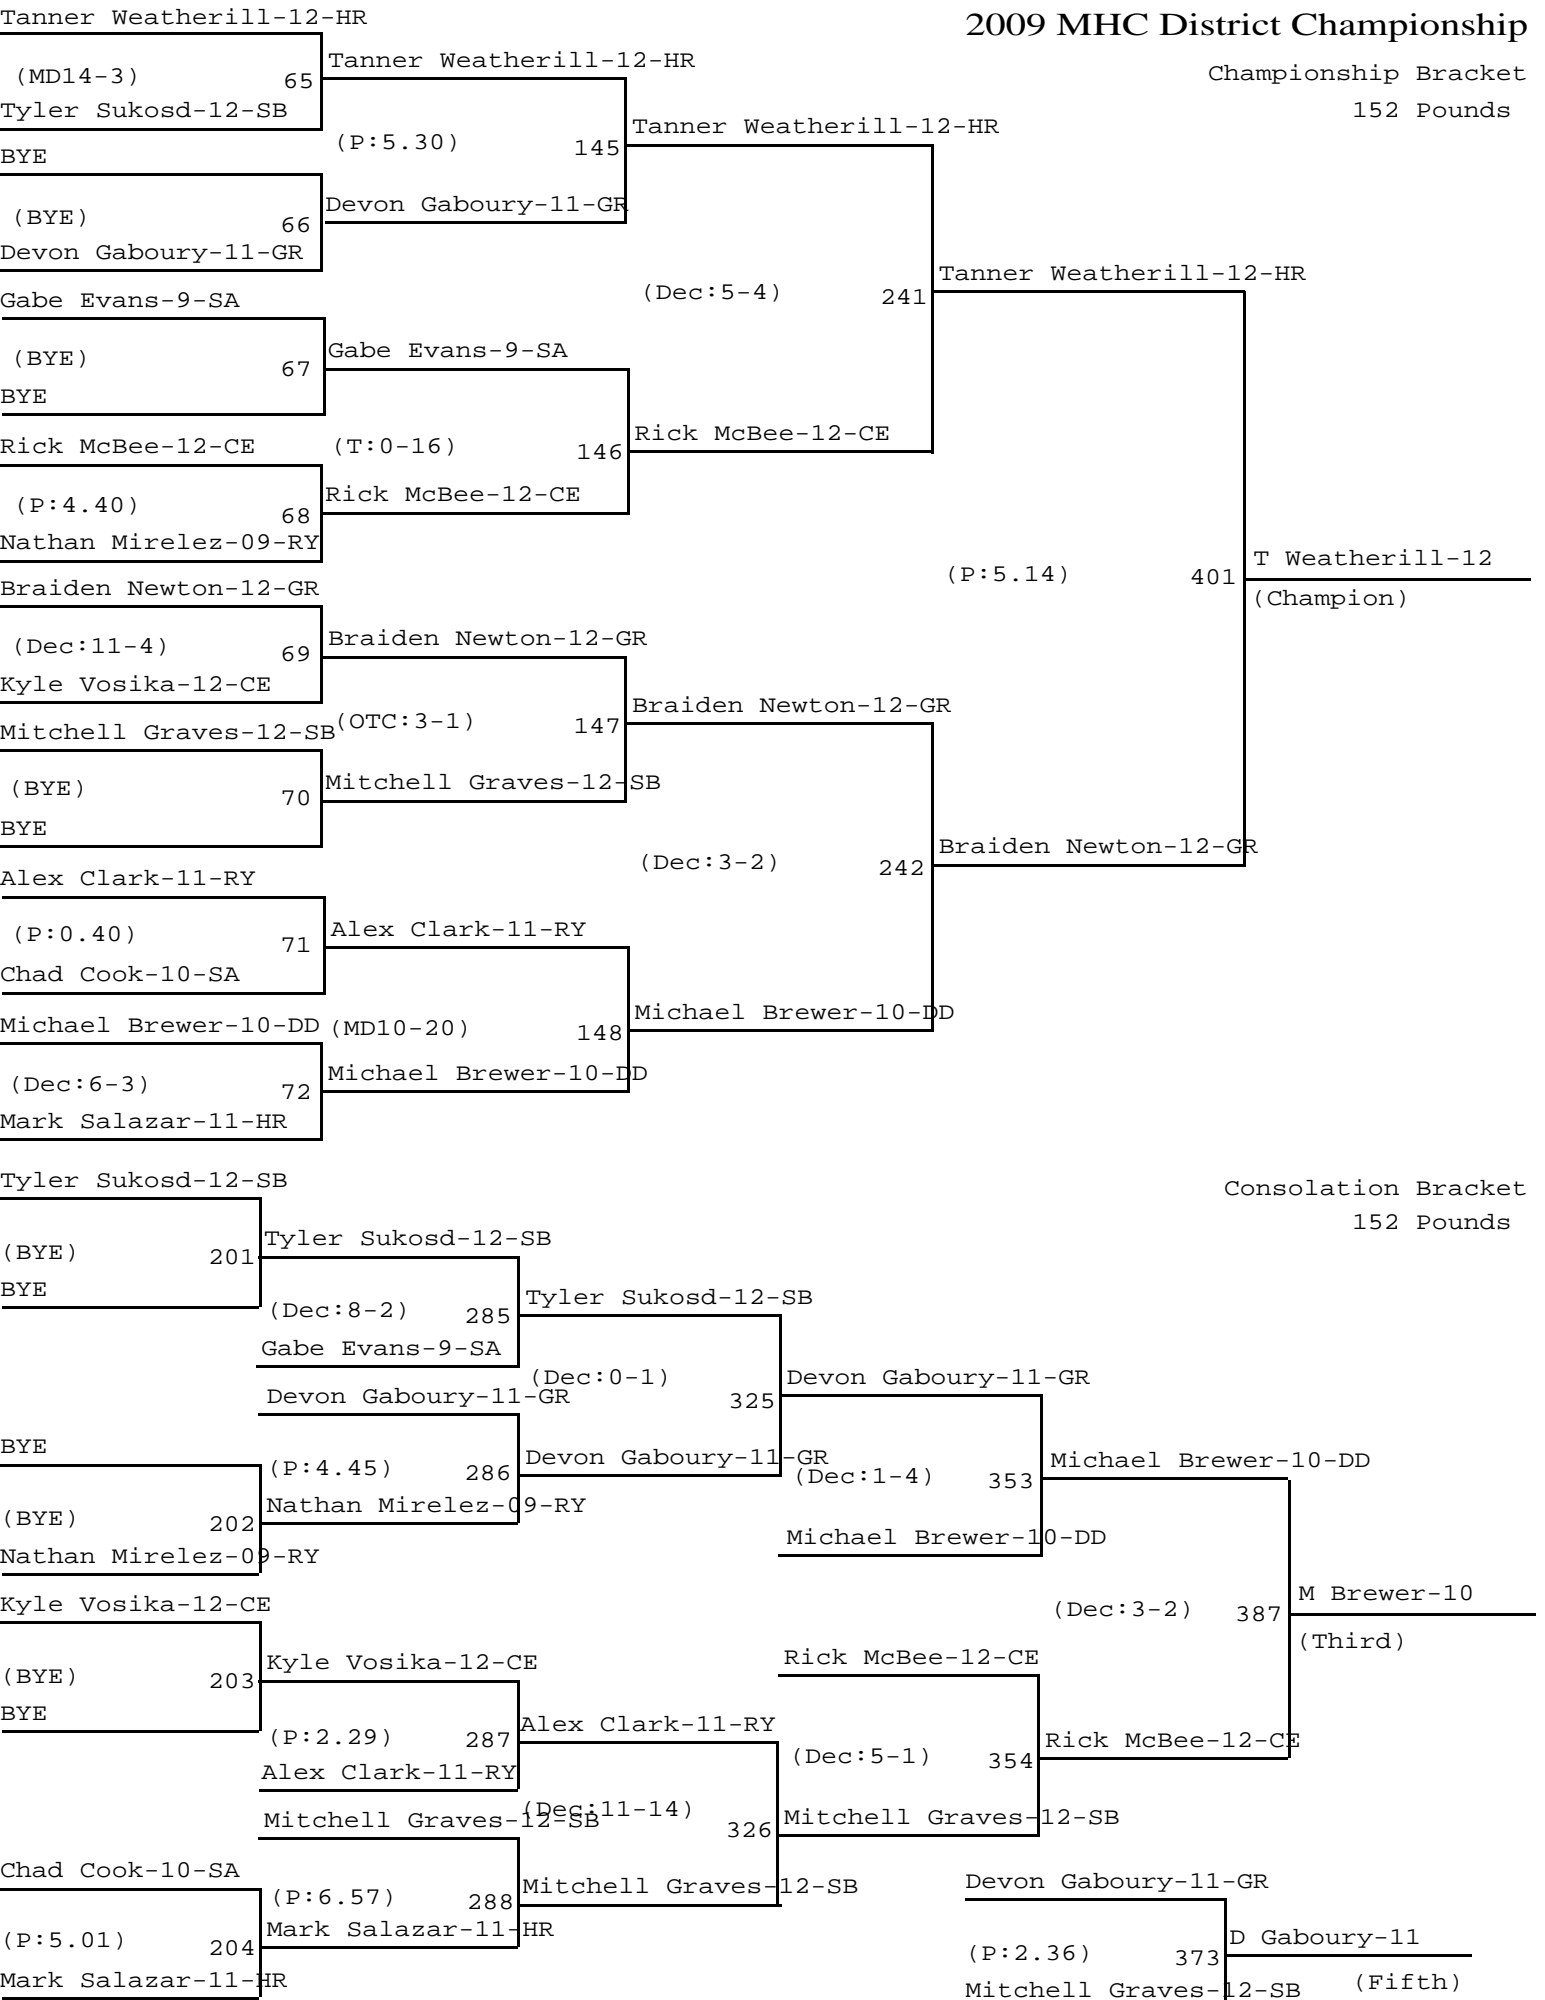 Tanner Weatherill-12-HR
2009 MHC District Championship
Championship Bracket
152 Pounds
(MD14-3) 65
Tyler Sukosd-12-SB
Tanner Weatherill-12-HR
BYE
(BYE) 66
Devon Gaboury-11-GR
(P:5.30) 145
Devon Gaboury-11-GR
Tanner Weatherill-12-HR
Gabe Evans-9-SA
(BYE) 67
BYE
Gabe Evans-9-SA
Rick McBee-12-CE
(P:4.40) 68
Nathan Mirelez-09-RY
(T:0-16) 146
Rick McBee-12-CE
(Dec:5-4) 241
Rick McBee-12-CE
Tanner Weatherill-12-HR
Braiden Newton-12-GR
(Dec:11-4) 69
Kyle Vosika-12-CE
Braiden Newton-12-GR
Mitchell Graves-12-SB
(BYE) 70
BYE
(OTC:3-1) 147
Mitchell Graves-12-SB
Braiden Newton-12-GR
Alex Clark-11-RY
(P:0.40) 71
Chad Cook-10-SA
Alex Clark-11-RY
Michael Brewer-10-DD
(Dec:6-3) 72
Mark Salazar-11-HR
(MD10-20) 148
Michael Brewer-10-DD
(Dec:3-2) 242
Michael Brewer-10-DD
Braiden Newton-12-GR
(P:5.14) 401
T Weatherill-12
(Champion)
Consolation Bracket
152 Pounds
Tyler Sukosd-12-SB
(BYE) 201
BYE
Tyler Sukosd-12-SB
(Dec:8-2) 285
Gabe Evans-9-SA
Tyler Sukosd-12-SB
Devon Gaboury-11-GR
BYE
(BYE) 202
Nathan Mirelez-09-RY
(P:4.45) 286
Nathan Mirelez-09-RY
(Dec:0-1) 325
Devon Gaboury-11-GR
Devon Gaboury-11-GR
(Dec:1-4) 353
Michael Brewer-10-DD
Michael Brewer-10-DD
Kyle Vosika-12-CE
(BYE) 203
BYE
Kyle Vosika-12-CE
(P:2.29) 287
Alex Clark-11-RY
Alex Clark-11-RY
Mitchell Graves-12-SB
Chad Cook-10-SA
(P:5.01) 204
Mark Salazar-11-HR
(P:6.57) 288
Mark Salazar-11-HR
(Dec:11-14) 326
Mitchell Graves-12-SB
Rick McBee-12-CE
(Dec:5-1) 354
Mitchell Graves-12-SB
Rick McBee-12-CE
(Dec:3-2) 387
M Brewer-10
(Third)
Devon Gaboury-11-GR
(P:2.36) 373
Mitchell Graves-12-SB
D Gaboury-11
(Fifth)